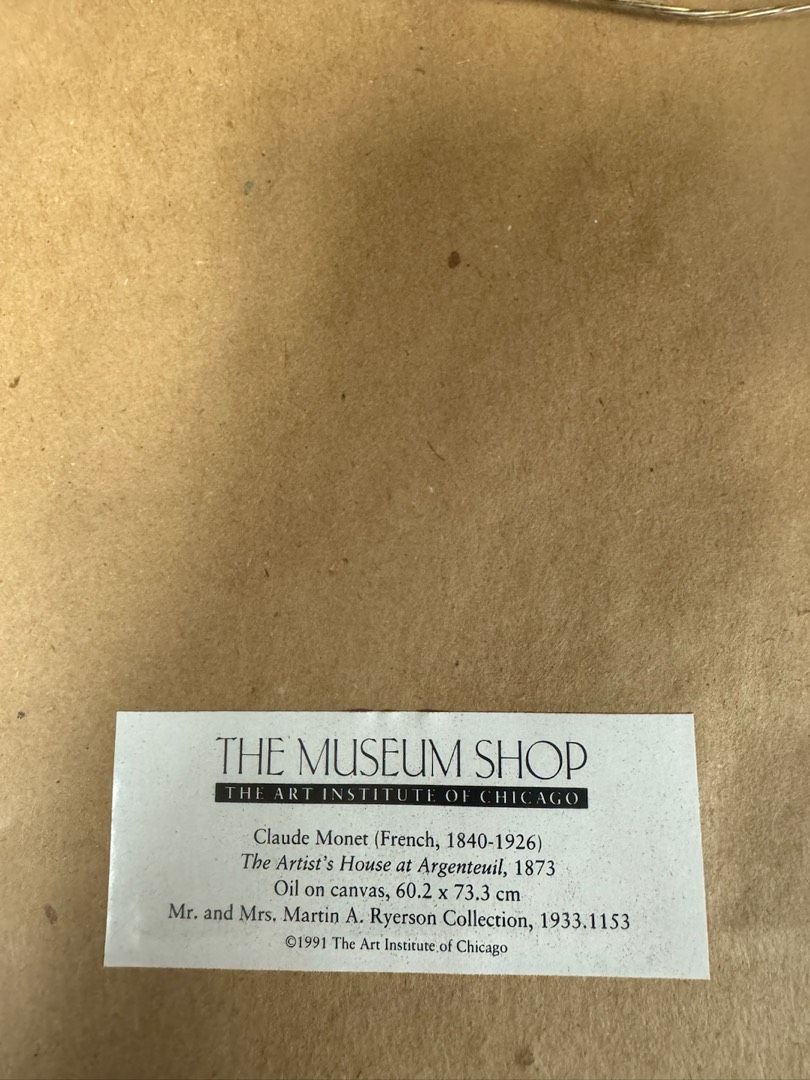 THE MUSEUM SHOP
THE ART INSTITUTE OF CHICAGO
Claude Monet (French, 1840-1926)
The Artist's House at Argenteuil, 1873
Oil on canvas, 60.2 x 73.3 cm
Mr. and Mrs. Martin A. Ryerson Collection, 1933.1153
©1991 The Art Institute of Chicago